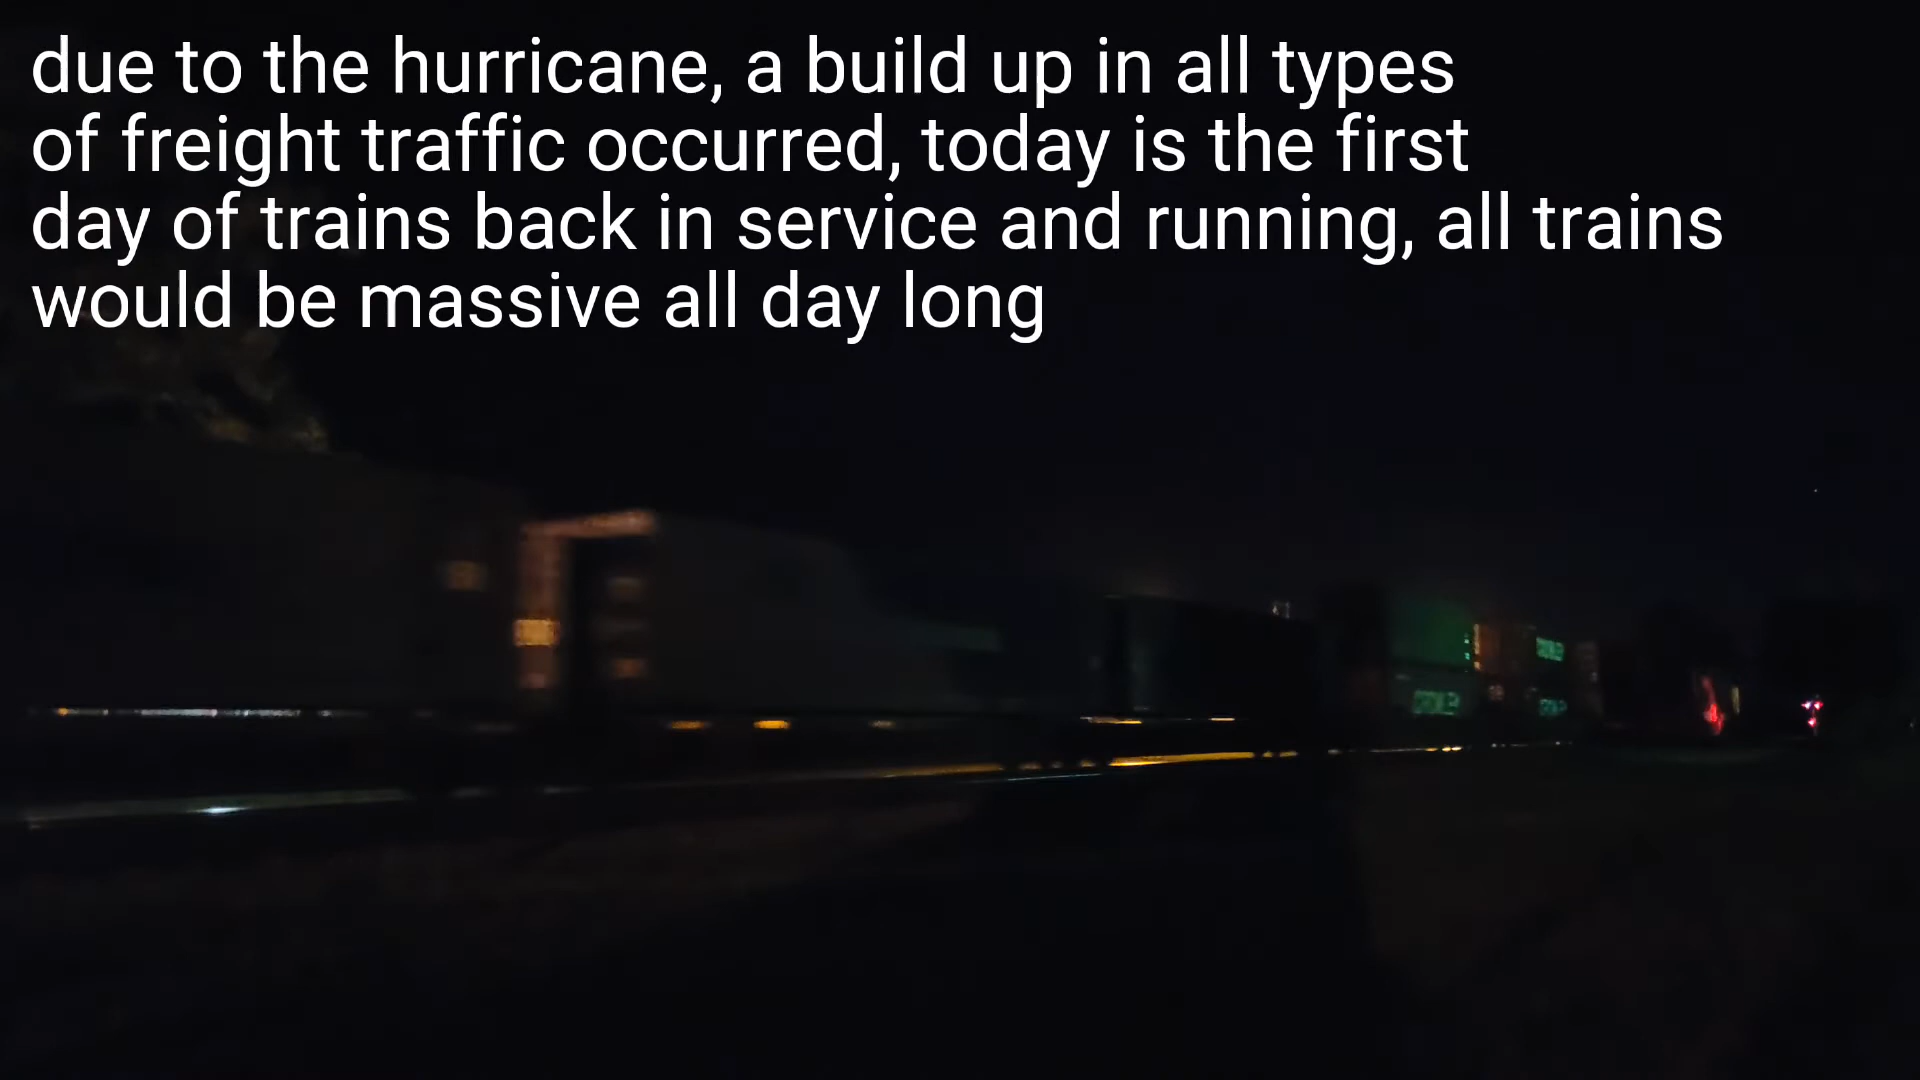 due to the hurricane, a build up in all types
of freight traffic occurred, today is the first
day of trains back in service and running, all trains
would be massive all day long